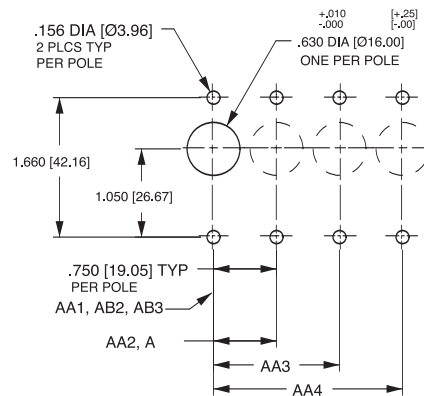 +.010 [+.25]
-.000 [-.00]
.156 DIA [Ø3.96]
2 PLCS TYP
PER POLE
.630 DIA [Ø16.00]
ONE PER POLE
1.660 [42.16]
1.050 [26.67]
.750 [19.05] TYP
PER POLE
AA1, AB2, AB3
AA2, A
AA3
AA4